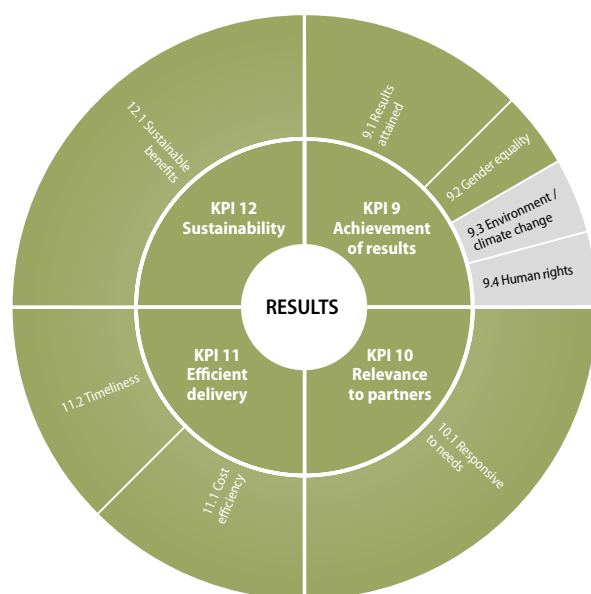 RESULTS
KPI 9
Achievement
of results
9.1 Results
attained
9.2 Gender equality
9.3 Environment /
climate change
9.4 Human rights
KPI 10
Relevance
to partners
10.1 Responsive
to needs
KPI 11
Efficient
delivery
11.1 Cost
efficiency
11.2 Timeliness
KPI 12
Sustainability
12.1 Sustainable
benefits